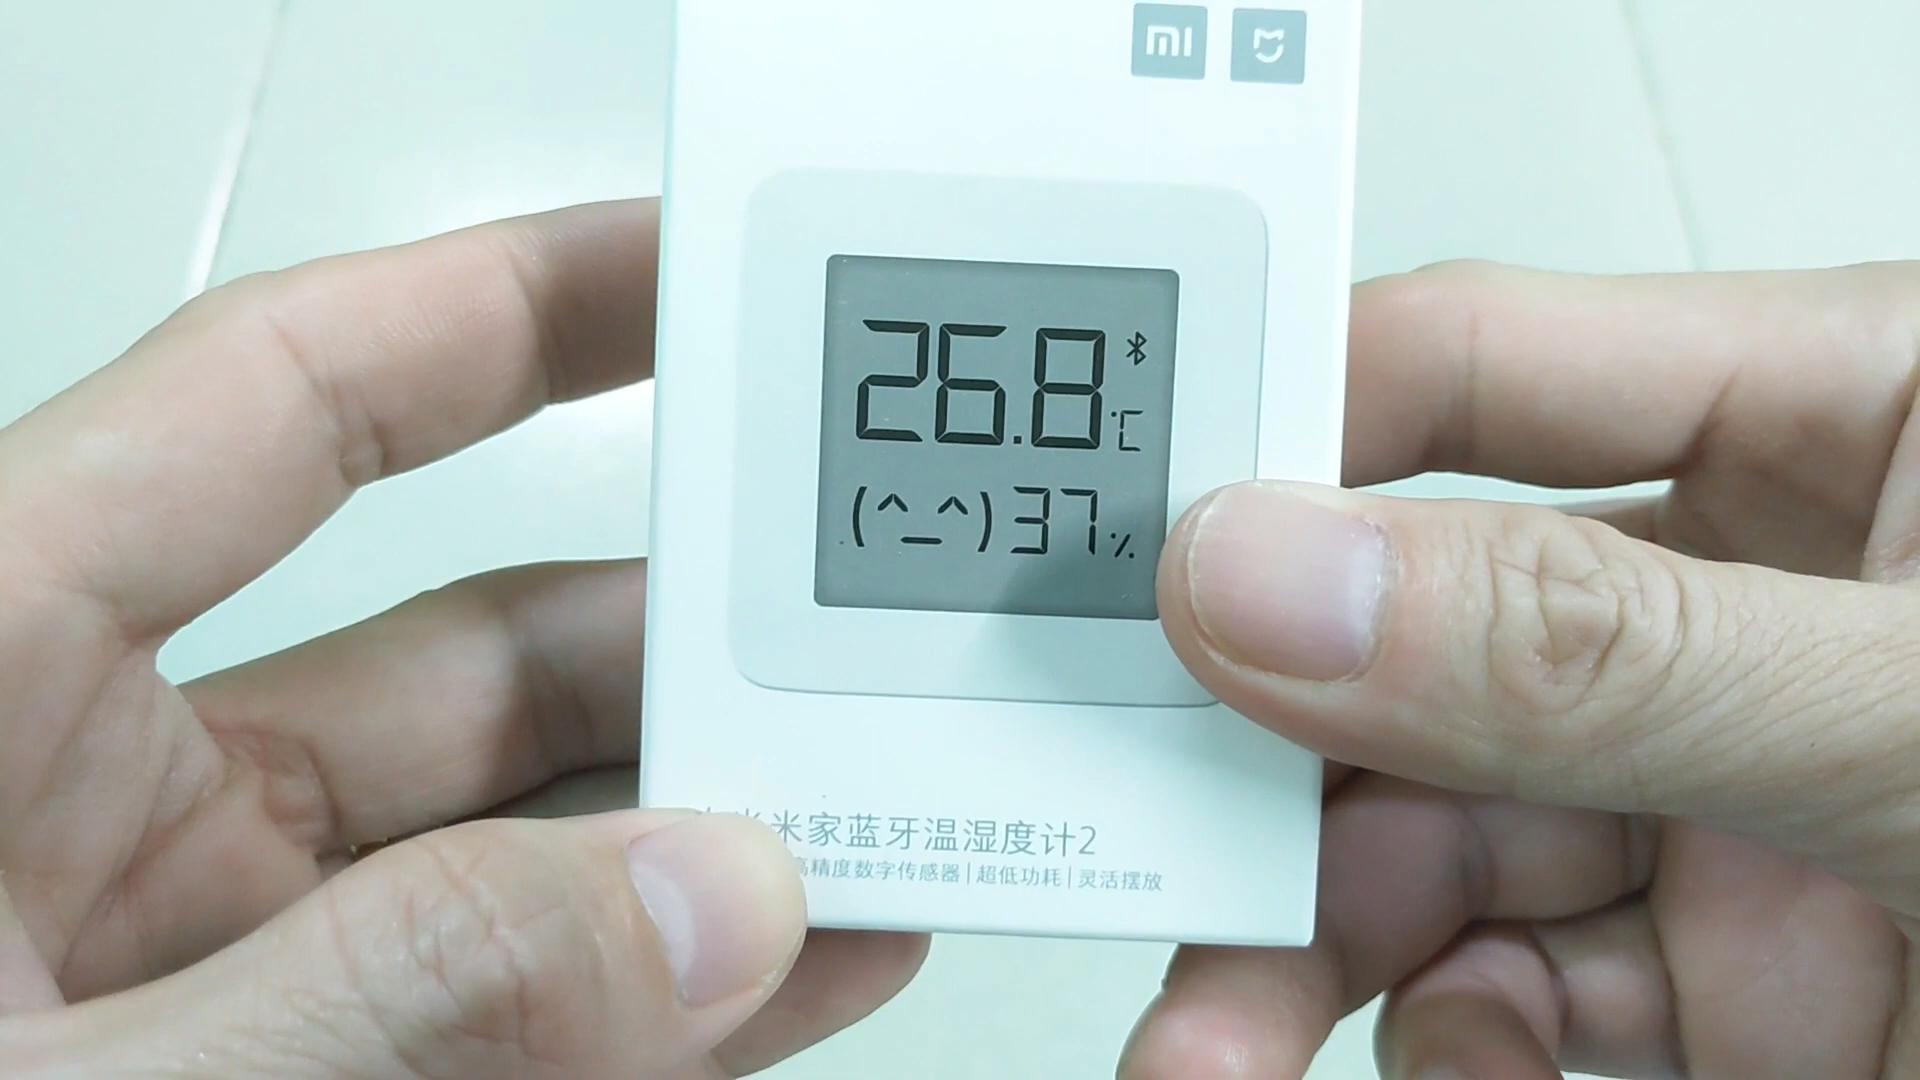 mi
26.8 ℃
(^_^) 37 %
米家蓝牙温湿度计2
高精度数字传感器|超低功耗|灵活摆放